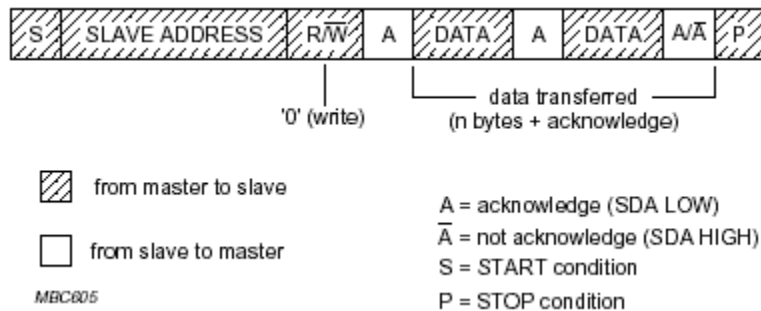 S SLAVE ADDRESS R/W̅ A DATA A DATA A/A̅ P
'0' (write)
data transferred
(n bytes + acknowledge)
from master to slave
from slave to master
A = acknowledge (SDA LOW)
A̅ = not acknowledge (SDA HIGH)
S = START condition
P = STOP condition
MBC605